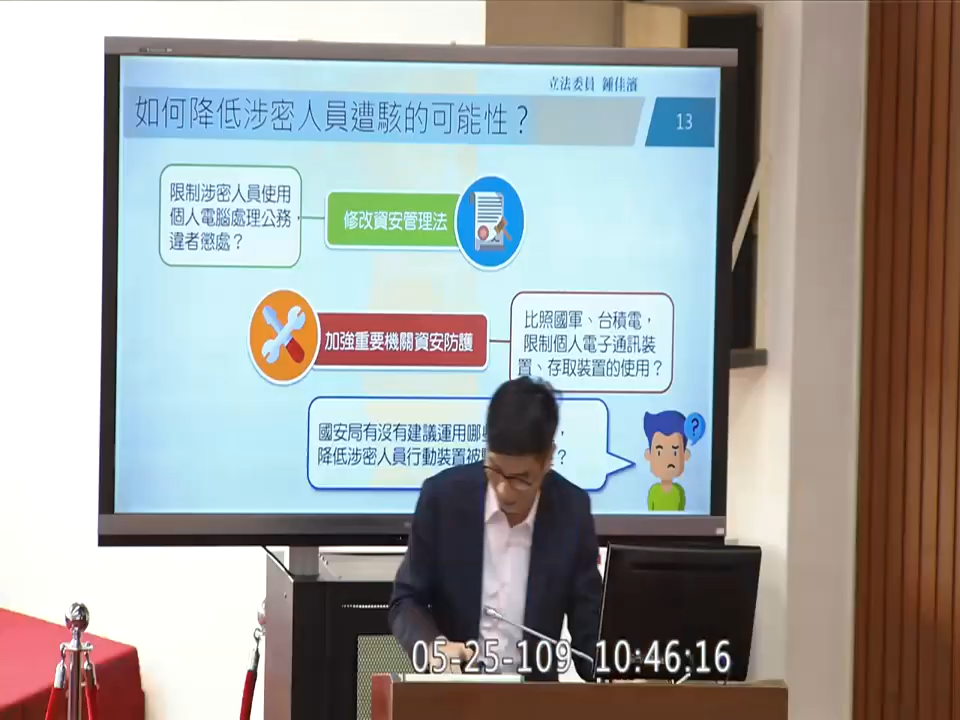 立法委員 鍾佳濱
如何降低涉密人員遭駭的可能性？
13
限制涉密人員使用
個人電腦處理公務
違者懲處？
修改資安管理法
加強重要機關資安防護
比照國軍、台積電，
限制個人電子通訊裝
置、存取裝置的使用？
國安局有沒有建議運用哪
，
降低涉密人員行動裝置被
？
?
05-25-109 10:46:16